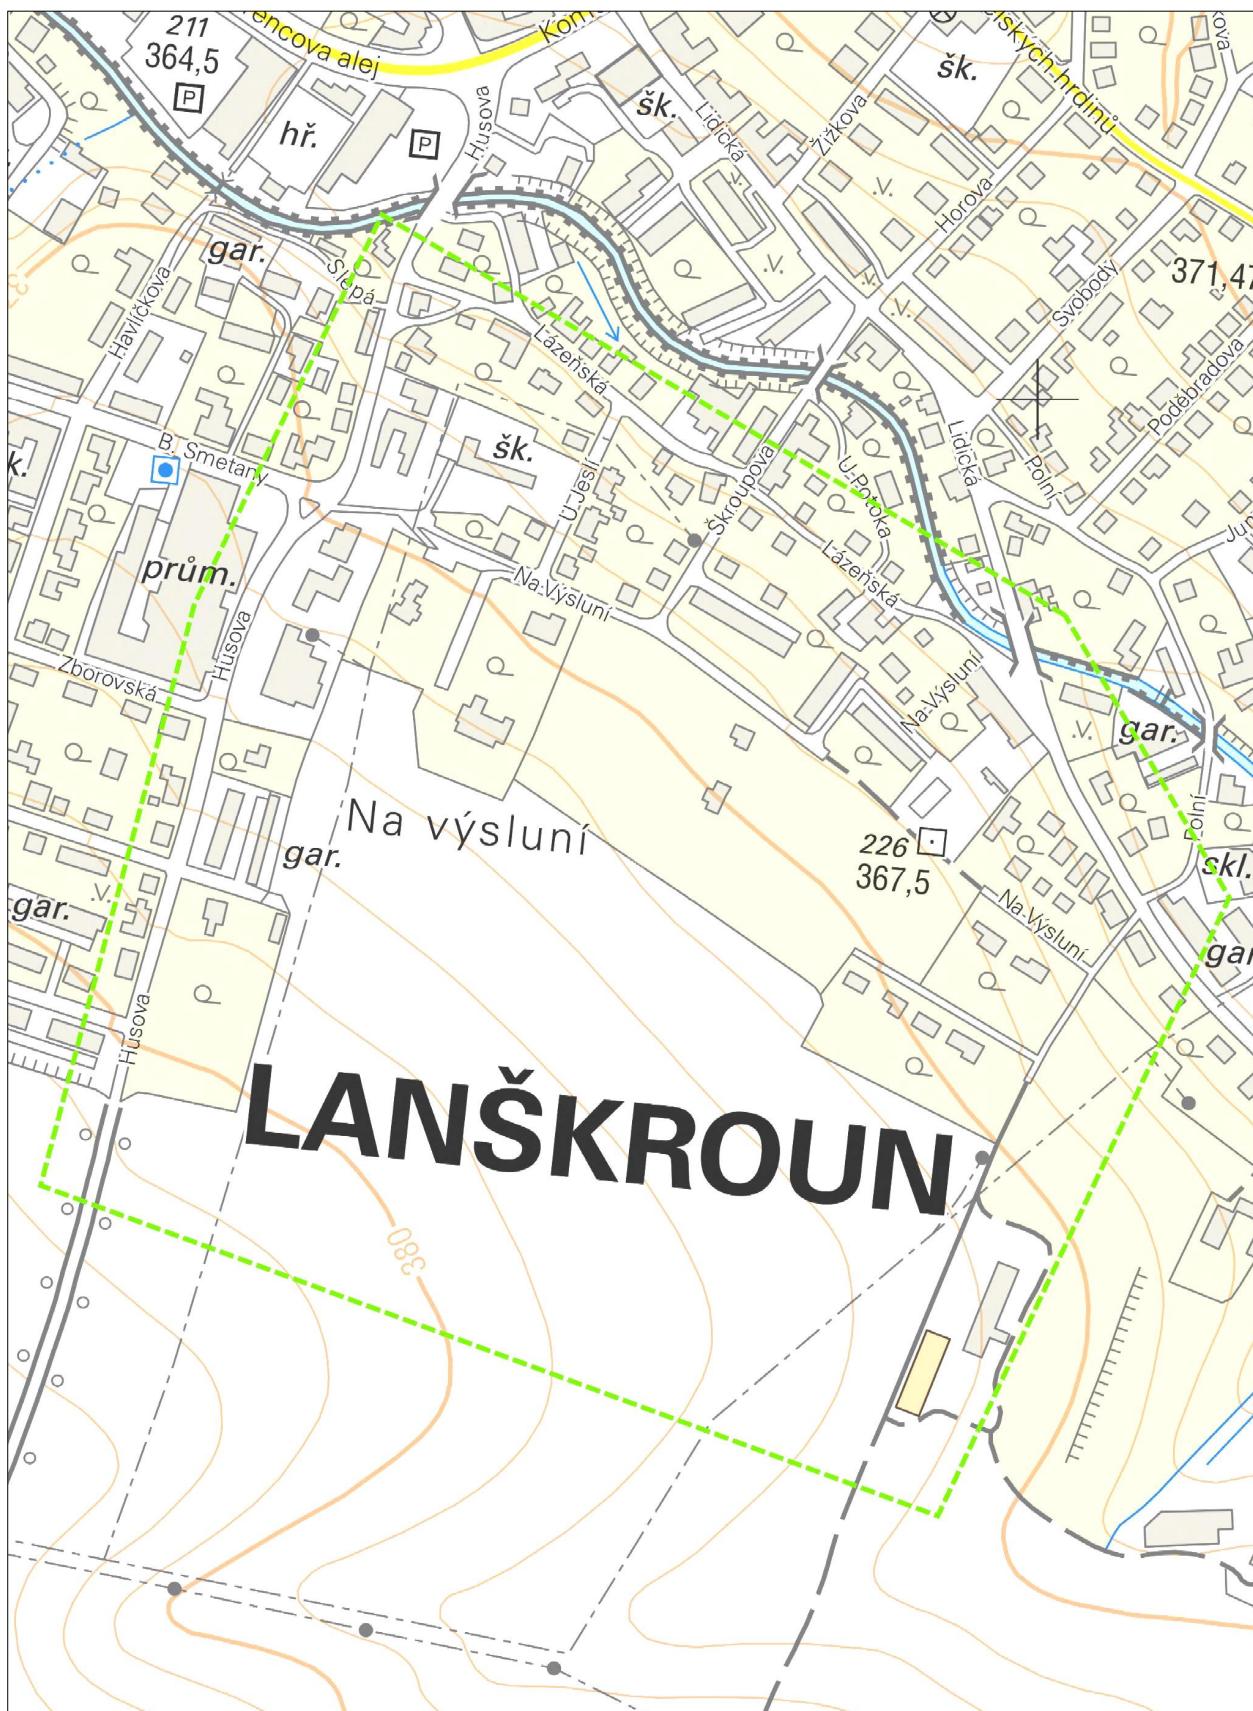 211
364,5
P
hř.
P
Husova
šk.
Lidická
Žižkova
šk.
Horova
Svobody
371,47
Poděbradova
gar.
Slepá
Havlíčkova
Lázeňská
B. Smetany
šk.
U Jeslí
Škroupova
U Potoka
Lidická
Polní
prům.
Husova
Na Výsluní
Lázeňská
Zborovská
Na Výsluní
gar.
Polní
Na výsluní
gar.
226
367,5
skl.
gar.
Na Výsluní
Husova
LANŠKROUN
380